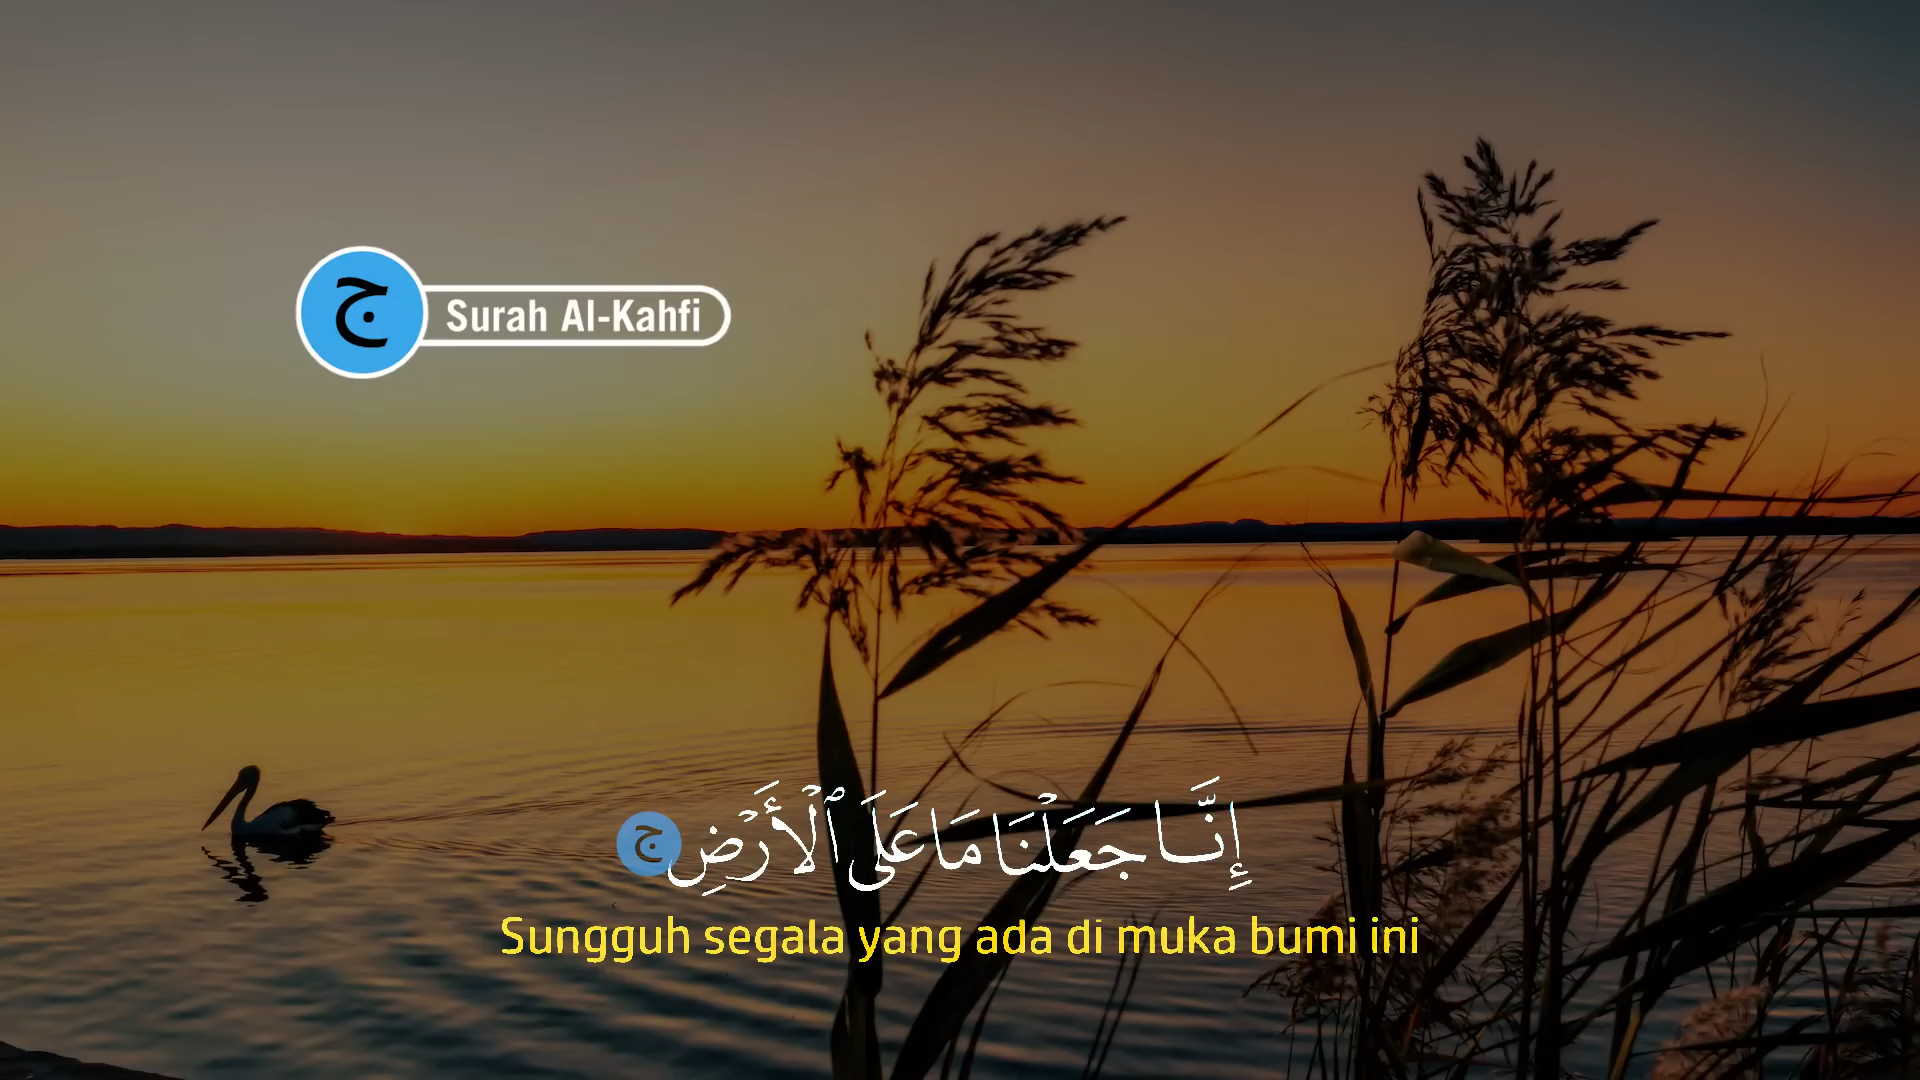 ج Surah Al-Kahfi
إِنَّا جَعَلْنَا مَا عَلَى ٱلْأَرْضِ ج
Sungguh segala yang ada di muka bumi ini